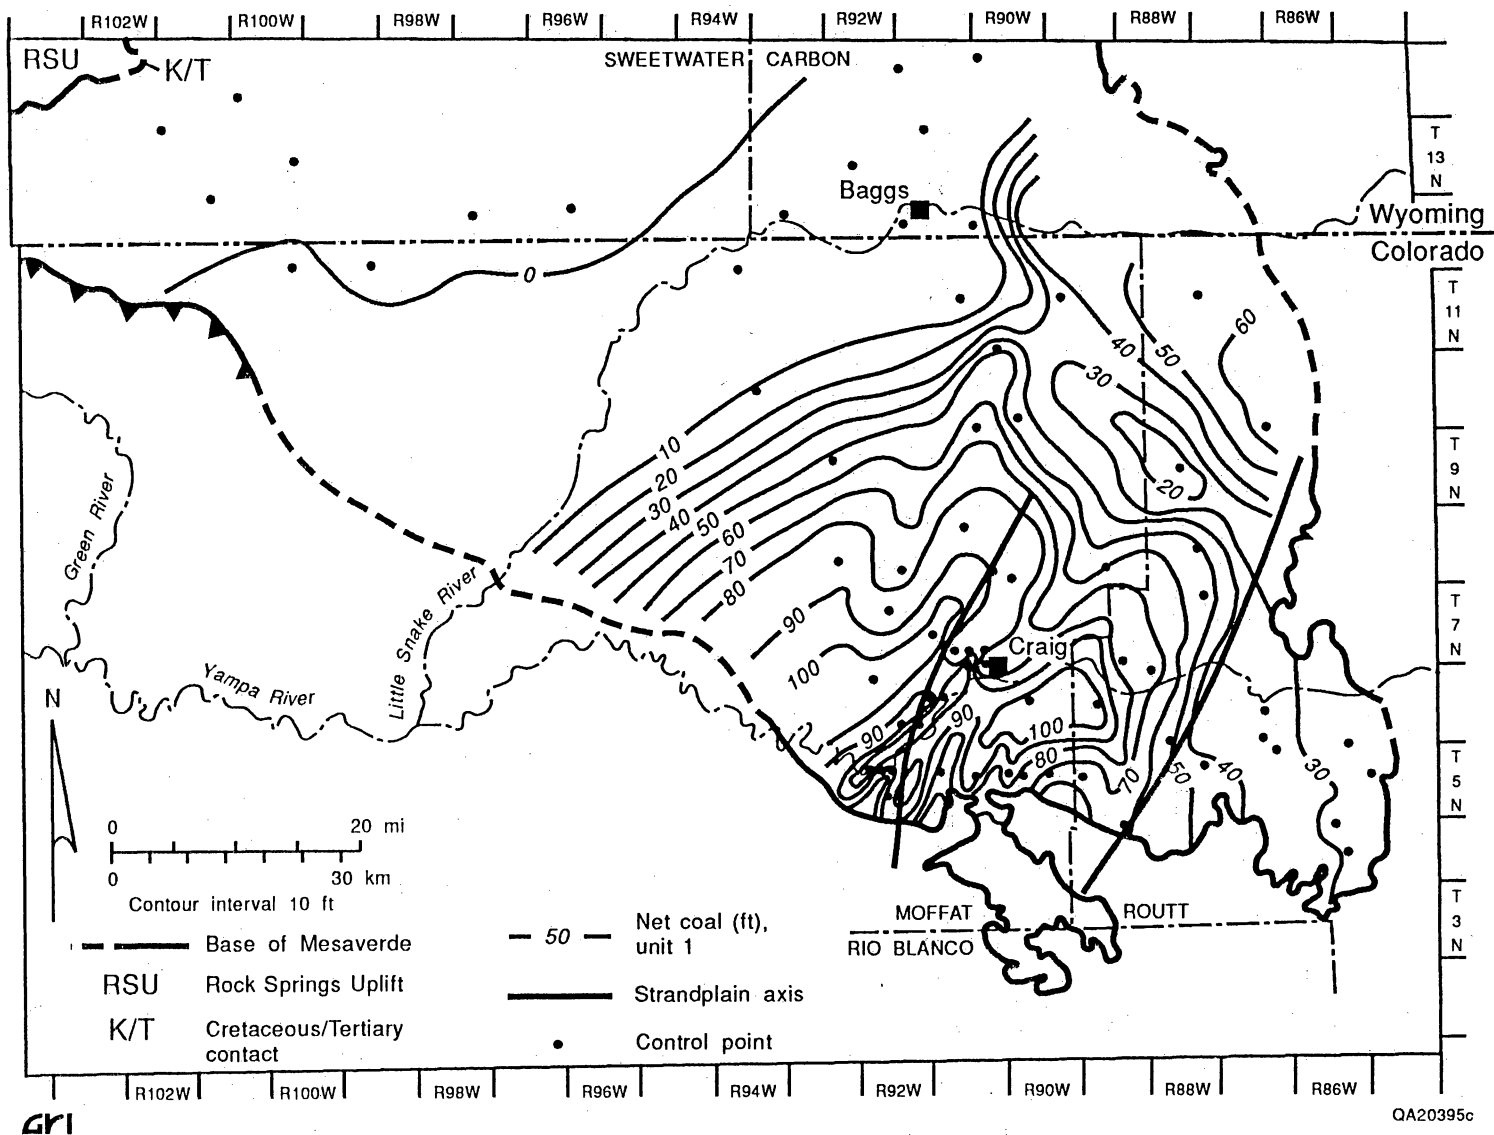 R102W R100W R98W R96W R94W R92W R90W R88W R86W
RSU
K/T
SWEETWATER CARBON
T
13
N
Baggs
Wyoming
Colorado
0
T
11
N
60
40
50
30
10
20
30
40
50
60
70
80
90
100
20
T
9
N
Green River
Little Snake River
Yampa River
T
7
N
Craig
N
90
90
100
80
70
50
40
30
T
5
N
0 20 mi
0 30 km
Contour interval 10 ft
Base of Mesaverde
RSU Rock Springs Uplift
K/T Cretaceous/Tertiary
contact
50 Net coal (ft),
unit 1
Strandplain axis
Control point
MOFFAT ROUTT
RIO BLANCO
T
3
N
R102W R100W R98W R96W R94W R92W R90W R88W R86W
GRI
QA20395c